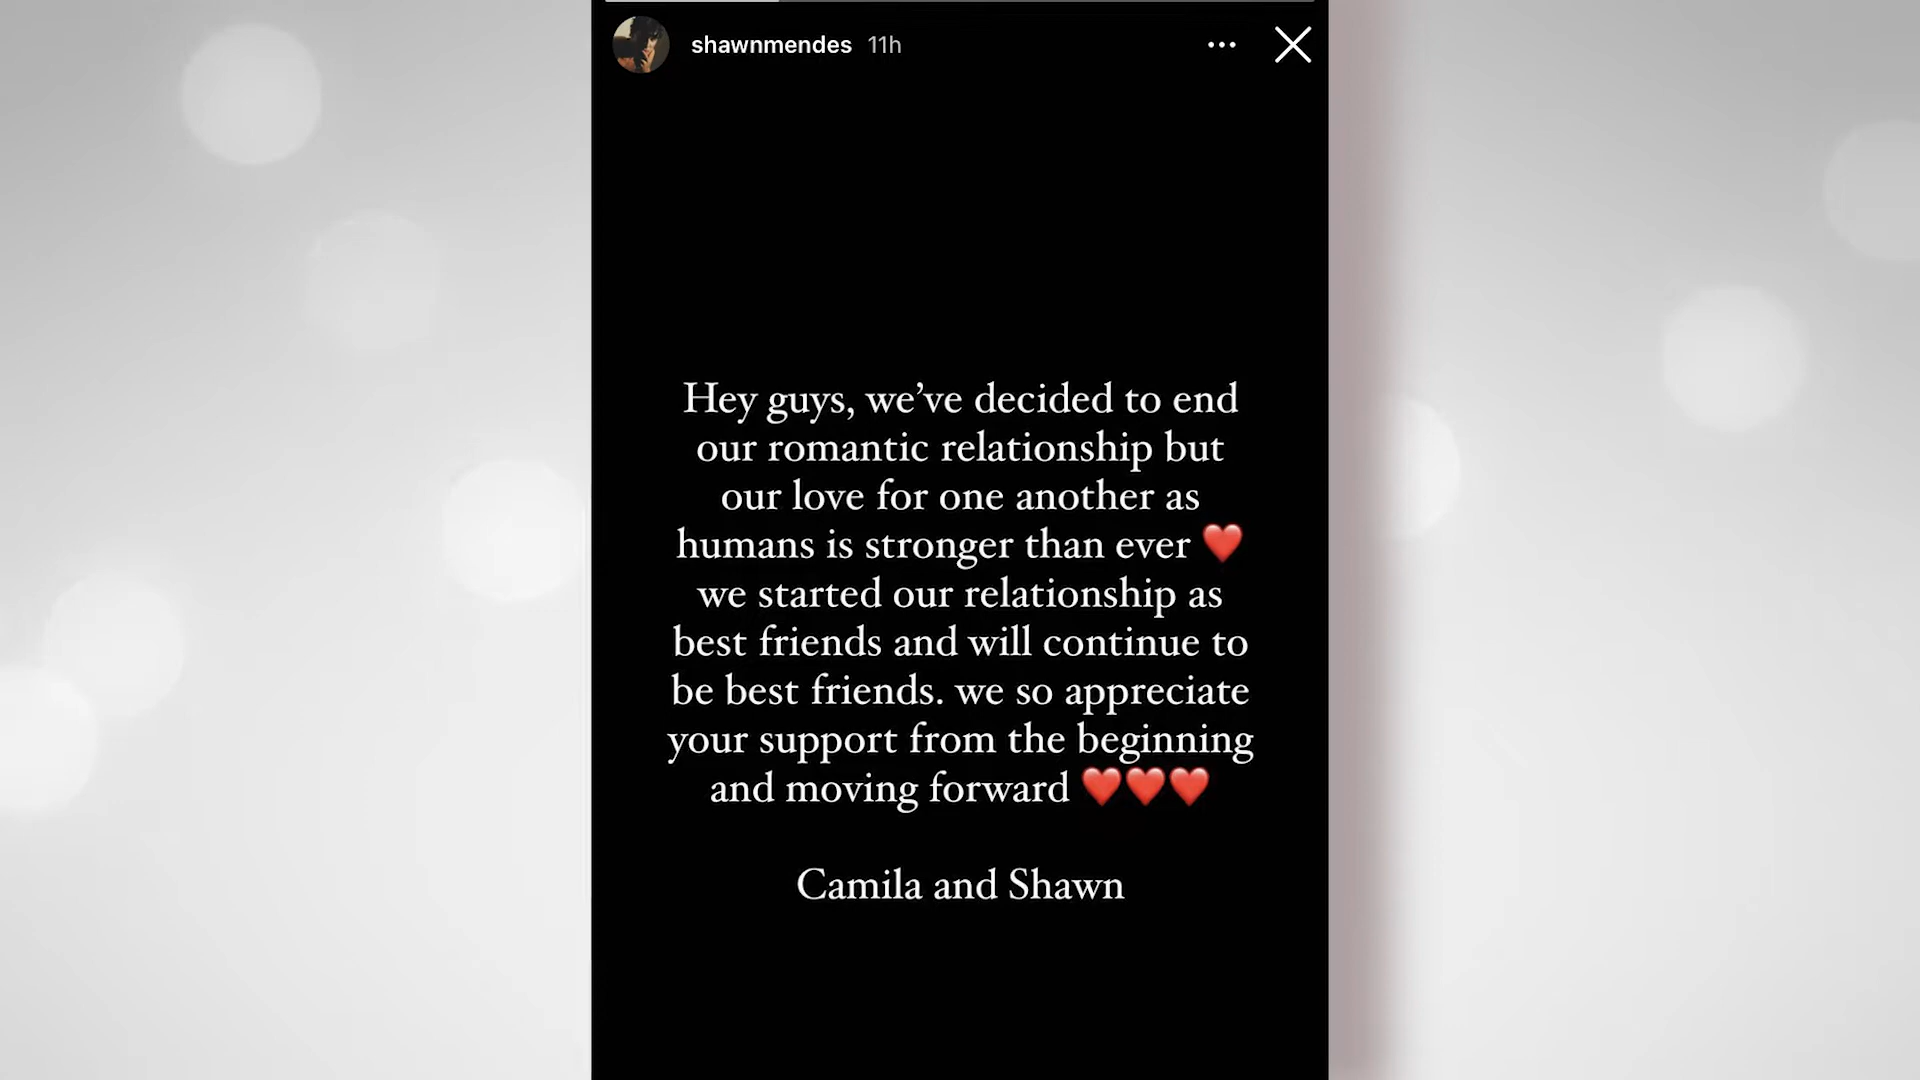 shawnmendes 11h
Hey guys, we’ve decided to end
our romantic relationship but
our love for one another as
humans is stronger than ever ❤️
we started our relationship as
best friends and will continue to
be best friends. we so appreciate
your support from the beginning
and moving forward ❤️❤️❤️
Camila and Shawn